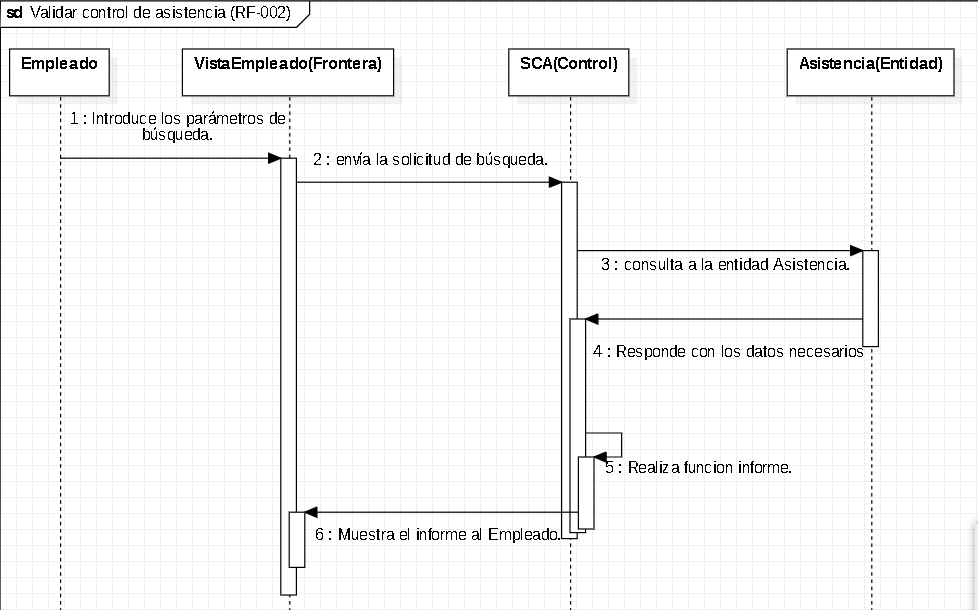 sd Validar control de asistencia (RF-002)
Empleado
VistaEmpleado(Frontera)
SCA(Control)
Asistencia(Entidad)
1 : Introduce los parámetros de
búsqueda.
2 : envía la solicitud de búsqueda.
3 : consulta a la entidad Asistencia.
4 : Responde con los datos necesarios
5 : Realiza funcion informe.
6 : Muestra el informe al Empleado.